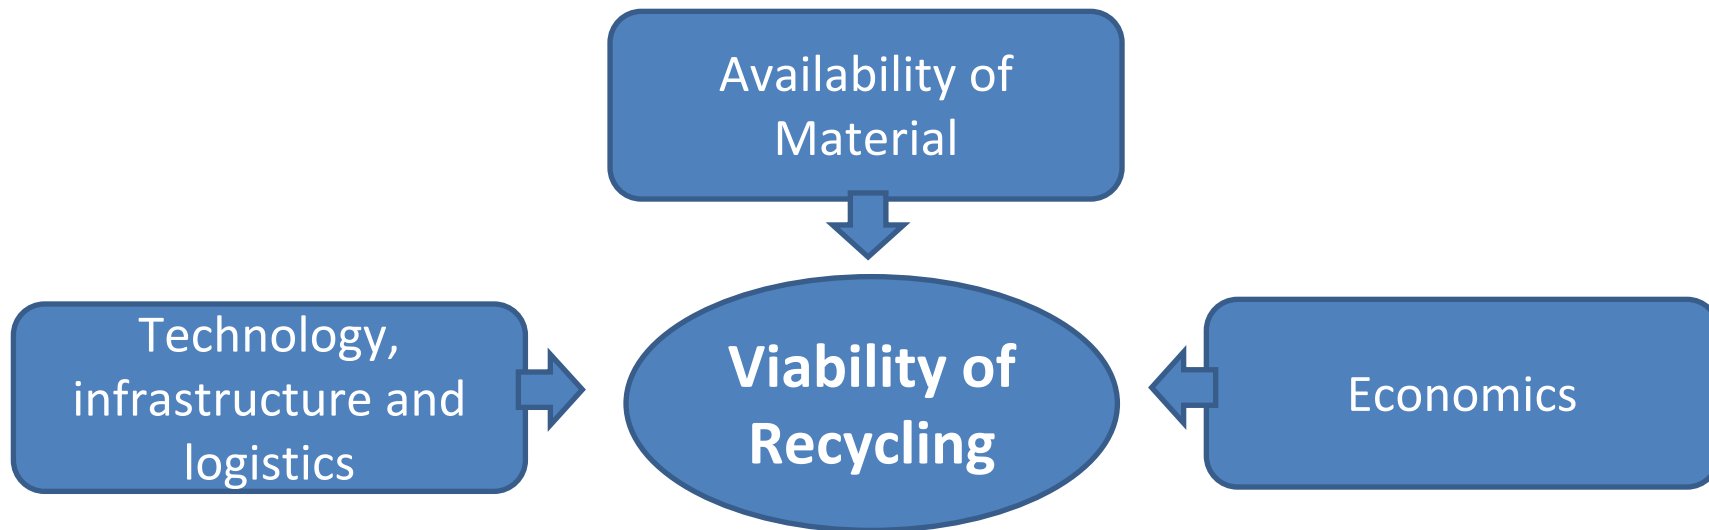 Availability of
Material
Technology,
infrastructure and
logistics
Viability of
Recycling
Economics